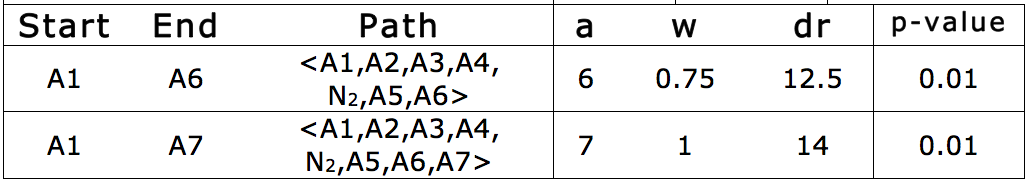 Start End Path a w dr p-value
A1 A6 <A1,A2,A3,A4, N2,A5,A6> 6 0.75 12.5 0.01
A1 A7 <A1,A2,A3,A4, N2,A5,A6,A7> 7 1 14 0.01